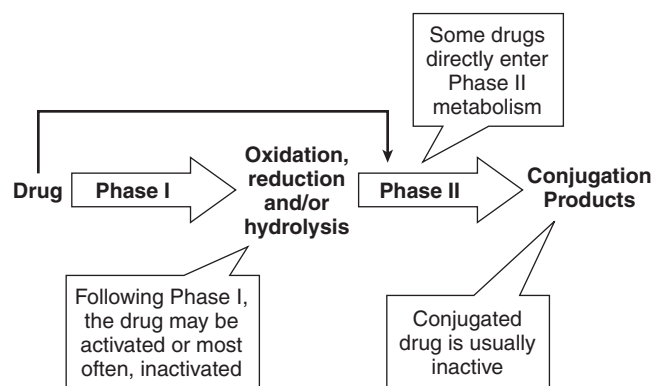 Some drugs
directly enter
Phase II
metabolism
Drug
Phase I
Oxidation,
reduction
and/or
hydrolysis
Phase II
Conjugation
Products
Following Phase I,
the drug may be
activated or most
often, inactivated
Conjugated
drug is usually
inactive